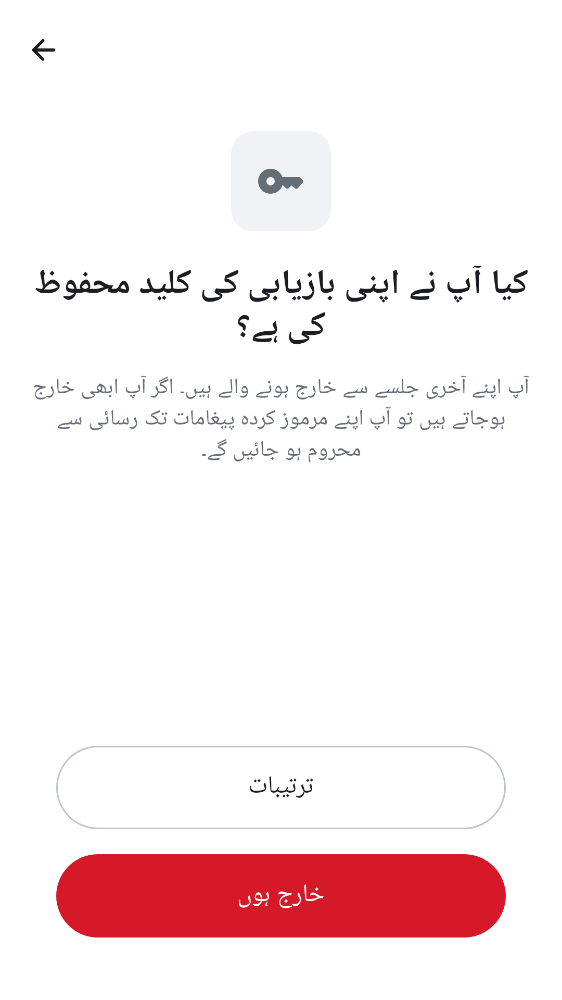 کیا آپ نے اپنی بازیابی کی کلید محفوظ
کی ہے؟
آپ اپنے آخری جلسے سے خارج ہونے والے ہیں۔ اگر آپ ابھی خارج
ہوجاتے ہیں تو آپ اپنے مرموز کردہ پیغامات تک رسائی سے
محروم ہو جائیں گے۔
ترتیبات
خارج ہوں